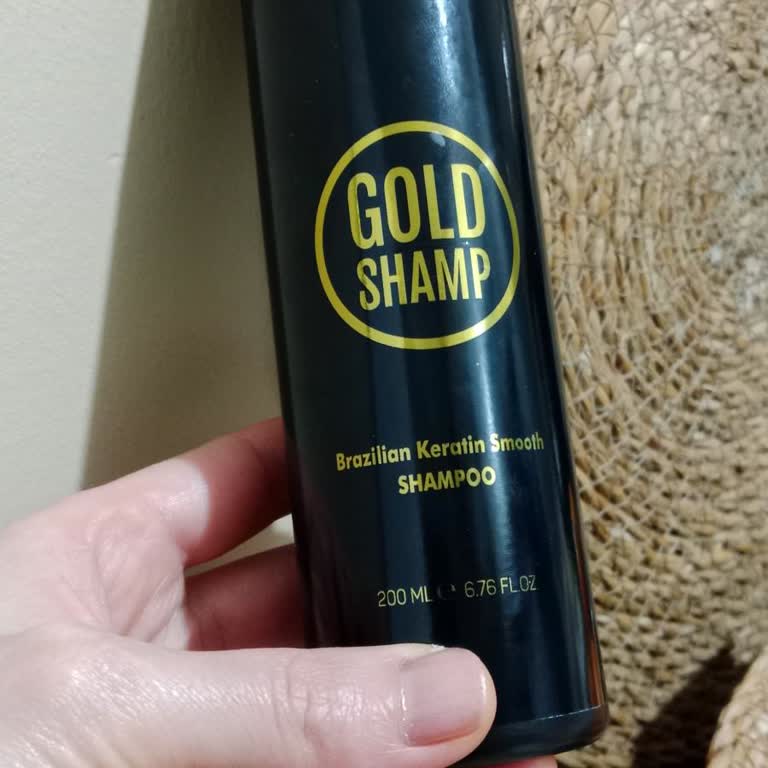 GOLD
SHAMP
Brazilian Keratin Smooth
SHAMPOO
200 ML ℮ 6.76 FL.OZ